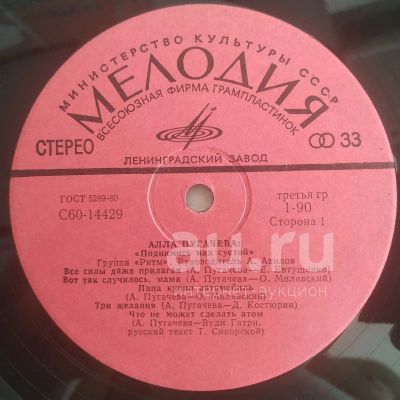 МИНИСТЕРСТВО КУЛЬТУРЫ СССР
МЕЛОДИЯ
ВСЕСОЮЗНАЯ ФИРМА ГРАМПЛАСТИНОК
СТЕРЕО
33
ЛЕНИНГРАДСКИЙ ЗАВОД
ГОСТ 5289-80
С60-14429
третья гр
1-90
Сторона 1
АЛЛА ПУГАЧЕВА:
«Поднимись над суетой»
Группа «Ритм». Руководитель А. Авилов
Все силы даже прилагая (А. Пугачева—Е. Евтушенко)
Вот так случилось, мама (А. Пугачева—О. Милявский)
Папа купил автомобиль
(А. Пугачева—О. Милявский)
Три желания (А. Пугачева—Д. Костюрин)
Что не может сделать атом
(А. Пугачева—Вуди Гатри,
русский текст Т. Сикорской)
au.ru
аукцион